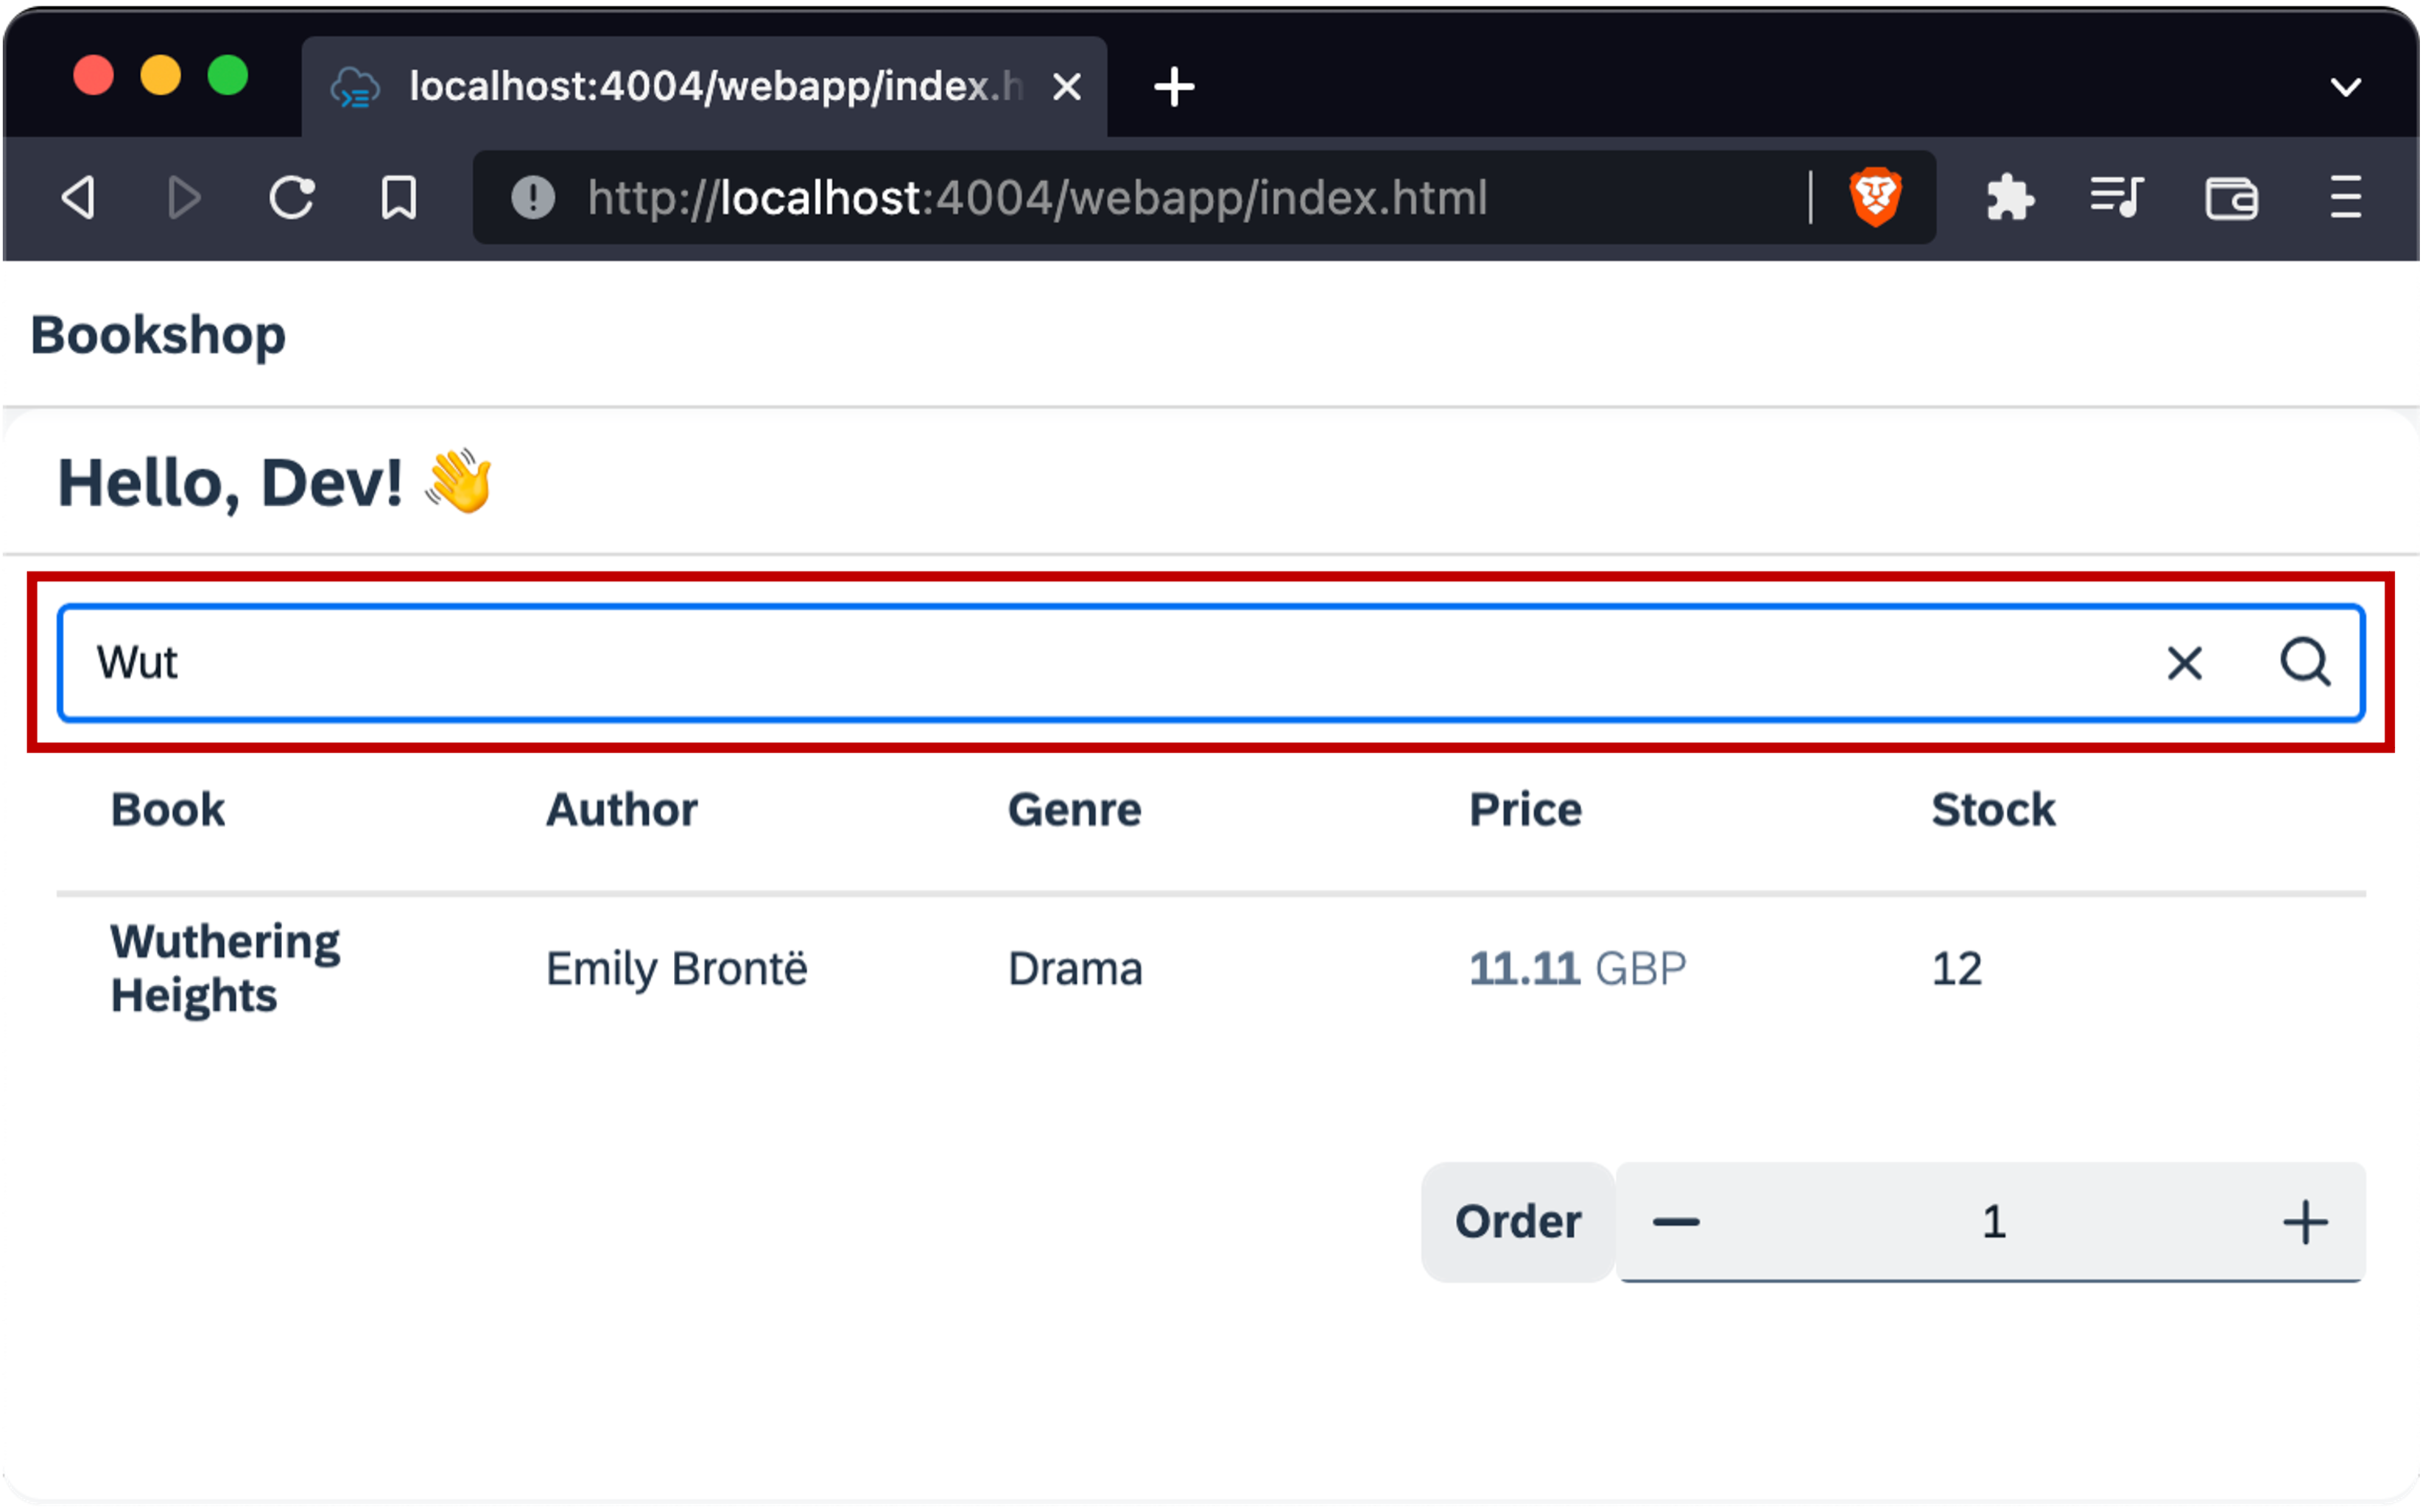 localhost:4004/webapp/index.h
http://localhost:4004/webapp/index.html
Bookshop
Hello, Dev! 👋
Wut
Book Author Genre Price Stock
Wuthering
Heights
Emily Brontë Drama 11.11 GBP 12
Order 1